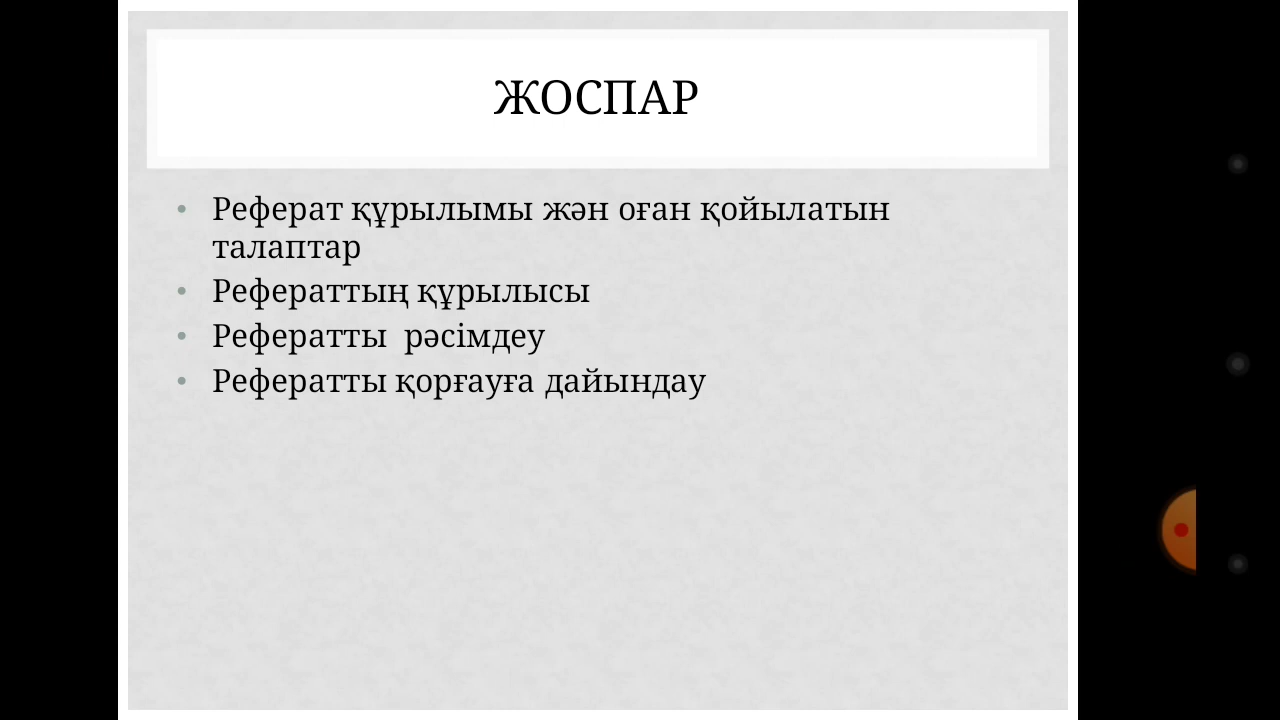 ЖОСПАР
• Реферат құрылымы жән оған қойылатын
талаптар
• Рефераттың құрылысы
• Рефератты  рәсімдеу
• Рефератты қорғауға дайындау